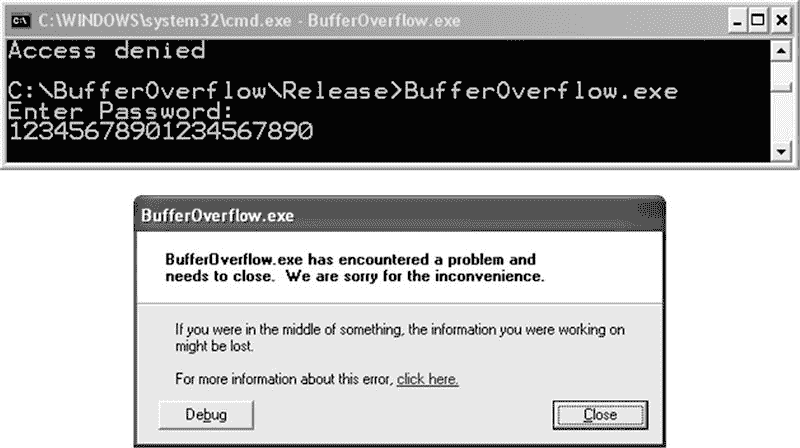 C:\WINDOWS\system32\cmd.exe - BufferOverflow.exe
Access denied
C:\BufferOverflow\Release>BufferOverflow.exe
Enter Password:
12345678901234567890
BufferOverflow.exe
BufferOverflow.exe has encountered a problem and
needs to close. We are sorry for the inconvenience.
If you were in the middle of something, the information you were working on
might be lost.
For more information about this error, click here.
Debug
Close